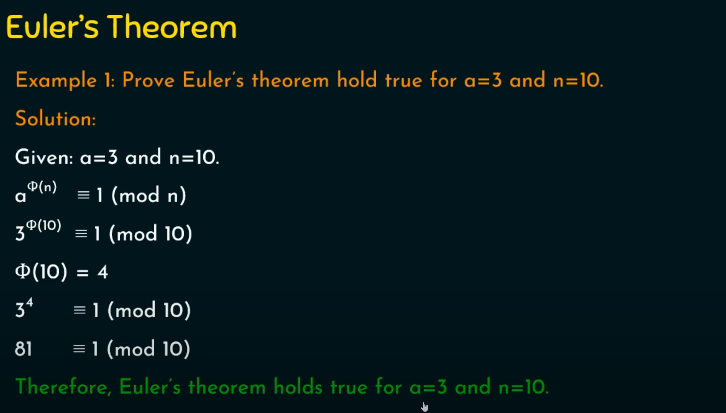 Euler's Theorem
Example 1: Prove Euler's theorem hold true for a=3 and n=10.
Solution:
Given: a=3 and n=10.
a^Φ(n) ≡ 1 (mod n)
3^Φ(10) ≡ 1 (mod 10)
Φ(10) = 4
3^4 ≡ 1 (mod 10)
81 ≡ 1 (mod 10)
Therefore, Euler's theorem holds true for a=3 and n=10.